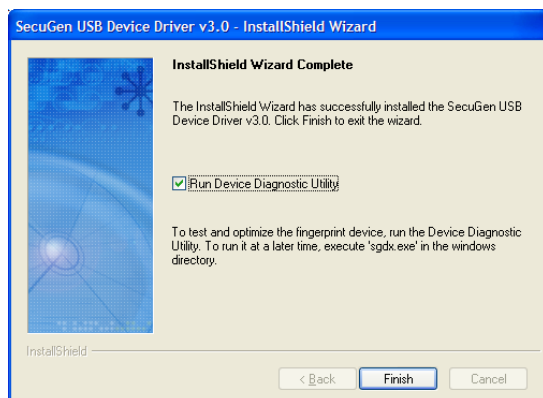 SecuGen USB Device Driver v3.0 - InstallShield Wizard
InstallShield Wizard Complete
The InstallShield Wizard has successfully installed the SecuGen USB
Device Driver v3.0. Click Finish to exit the wizard.
Run Device Diagnostic Utility
To test and optimize the fingerprint device, run the Device Diagnostic
Utility. To run it at a later time, execute 'sgdx.exe' in the windows
directory.
InstallShield
< Back
Finish
Cancel